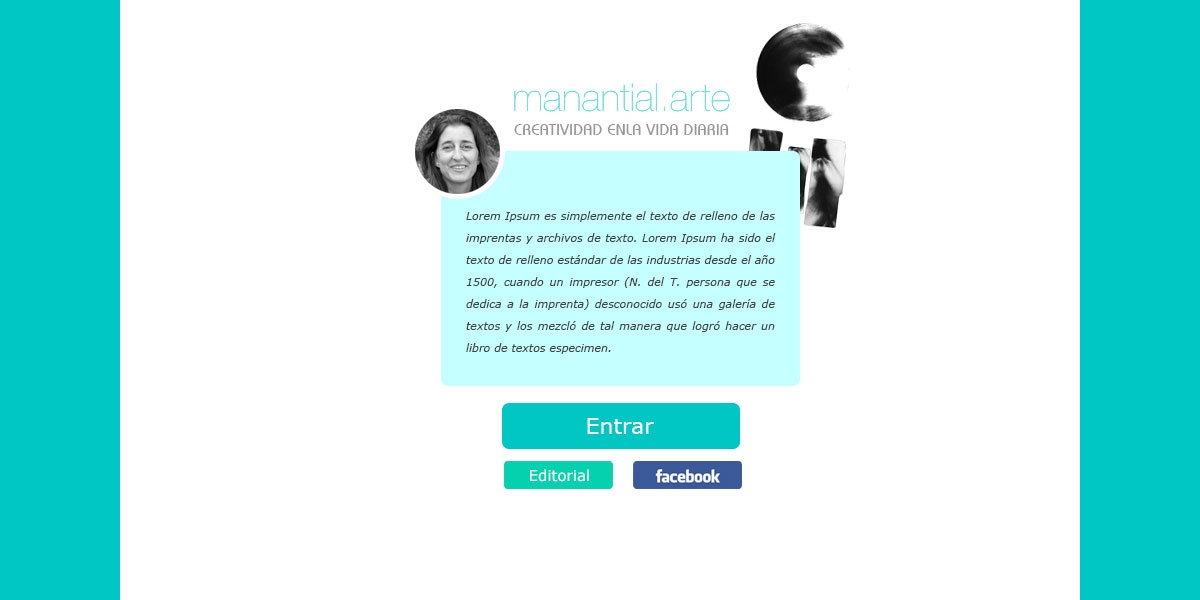 manantial.arte
CREATIVIDAD ENLA VIDA DIARIA
Lorem Ipsum es simplemente el texto de relleno de las
imprentas y archivos de texto. Lorem Ipsum ha sido el
texto de relleno estándar de las industrias desde el año
1500, cuando un impresor (N. del T. persona que se
dedica a la imprenta) desconocido usó una galería de
textos y los mezcló de tal manera que logró hacer un
libro de textos especimen.
Entrar
Editorial
facebook